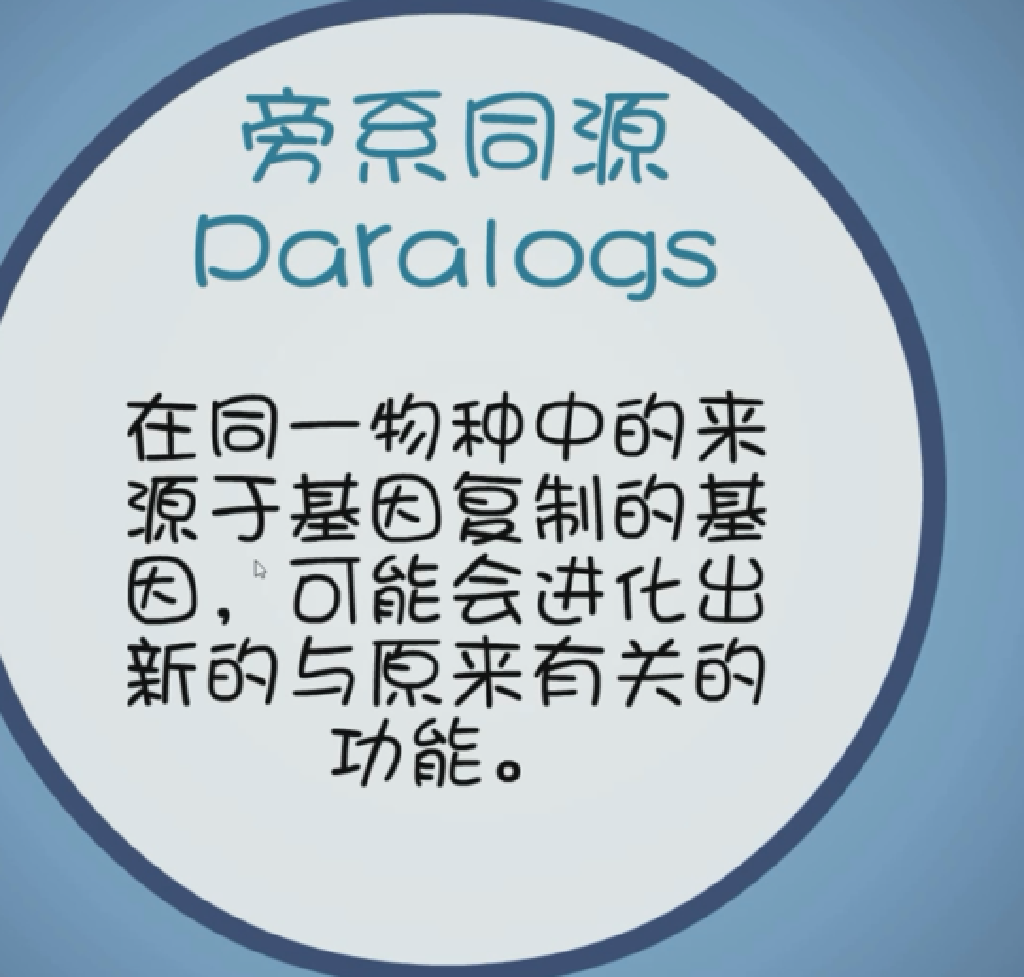 旁系同源
Paralogs
在同一物种中的来
源于基因复制的基
因，可能会进化出
新的与原来有关的
功能。